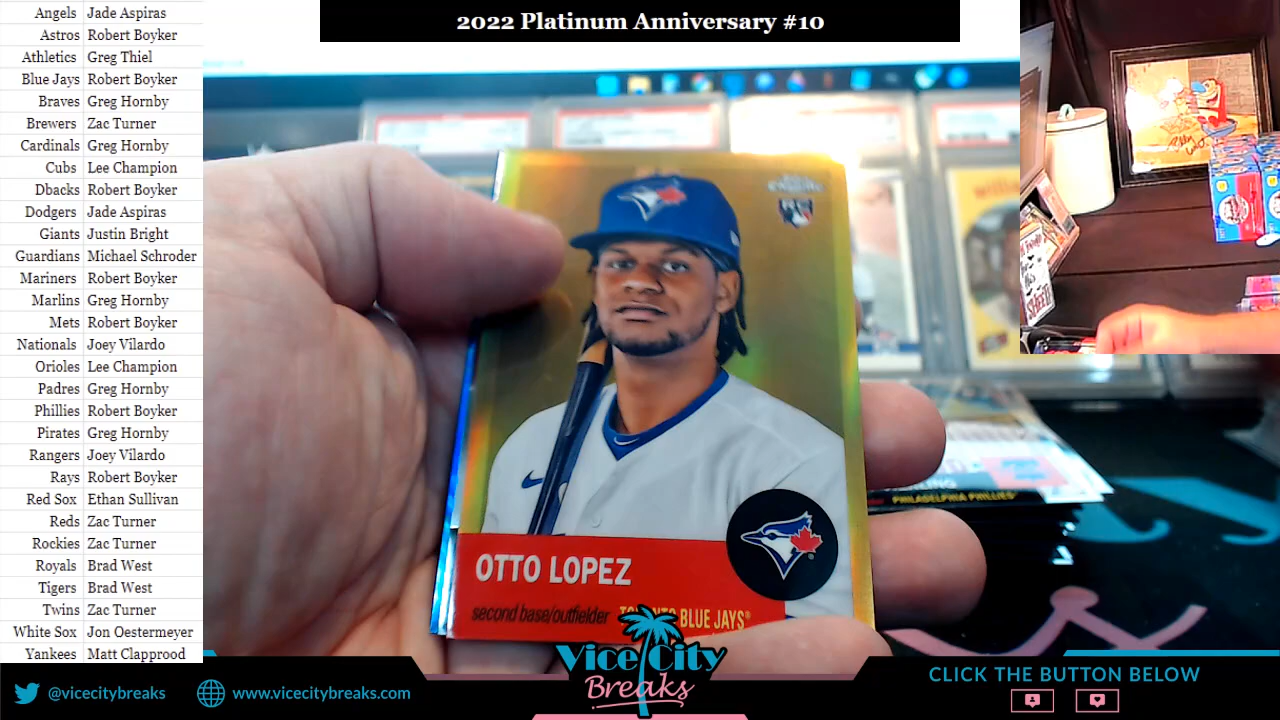 2022 Platinum Anniversary #10
Angels Jade Aspiras
Astros Robert Boyker
Athletics Greg Thiel
Blue Jays Robert Boyker
Braves Greg Hornby
Brewers Zac Turner
Cardinals Greg Hornby
Cubs Lee Champion
Dbacks Robert Boyker
Dodgers Jade Aspiras
Giants Justin Bright
Guardians Michael Schroder
Mariners Robert Boyker
Marlins Greg Hornby
Mets Robert Boyker
Nationals Joey Vilardo
Orioles Lee Champion
Padres Greg Hornby
Phillies Robert Boyker
Pirates Greg Hornby
Rangers Joey Vilardo
Rays Robert Boyker
Red Sox Ethan Sullivan
Reds Zac Turner
Rockies Zac Turner
Royals Brad West
Tigers Brad West
Twins Zac Turner
White Sox Jon Oestermeyer
Yankees Matt Clapprood
RC
OTTO LOPEZ
second base/outfielder
TORONTO BLUE JAYS®
PHILADELPHIA PHILLIES
Vice City
Breaks
@vicecitybreaks
www.vicecitybreaks.com
CLICK THE BUTTON BELOW